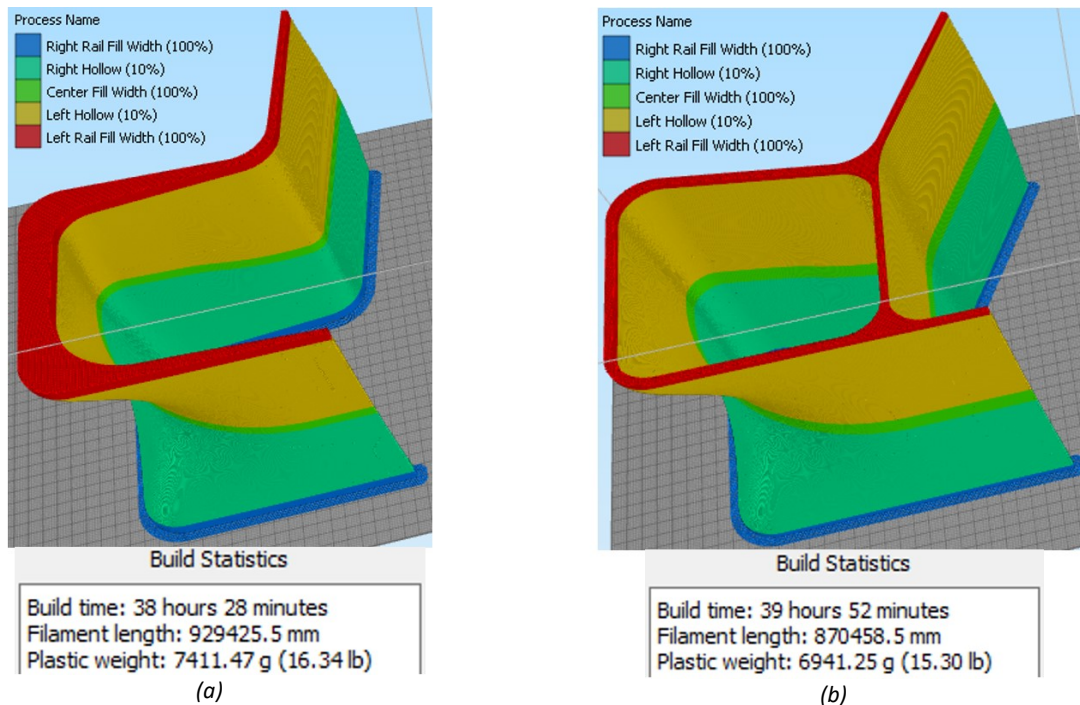 Process Name
Right Rail Fill Width (100%)
Right Hollow (10%)
Center Fill Width (100%)
Left Hollow (10%)
Left Rail Fill Width (100%)
Build Statistics
Build time: 38 hours 28 minutes
Filament length: 929425.5 mm
Plastic weight: 7411.47 g (16.34 lb)
(a)
Process Name
Right Rail Fill Width (100%)
Right Hollow (10%)
Center Fill Width (100%)
Left Hollow (10%)
Left Rail Fill Width (100%)
Build Statistics
Build time: 39 hours 52 minutes
Filament length: 870458.5 mm
Plastic weight: 6941.25 g (15.30 lb)
(b)